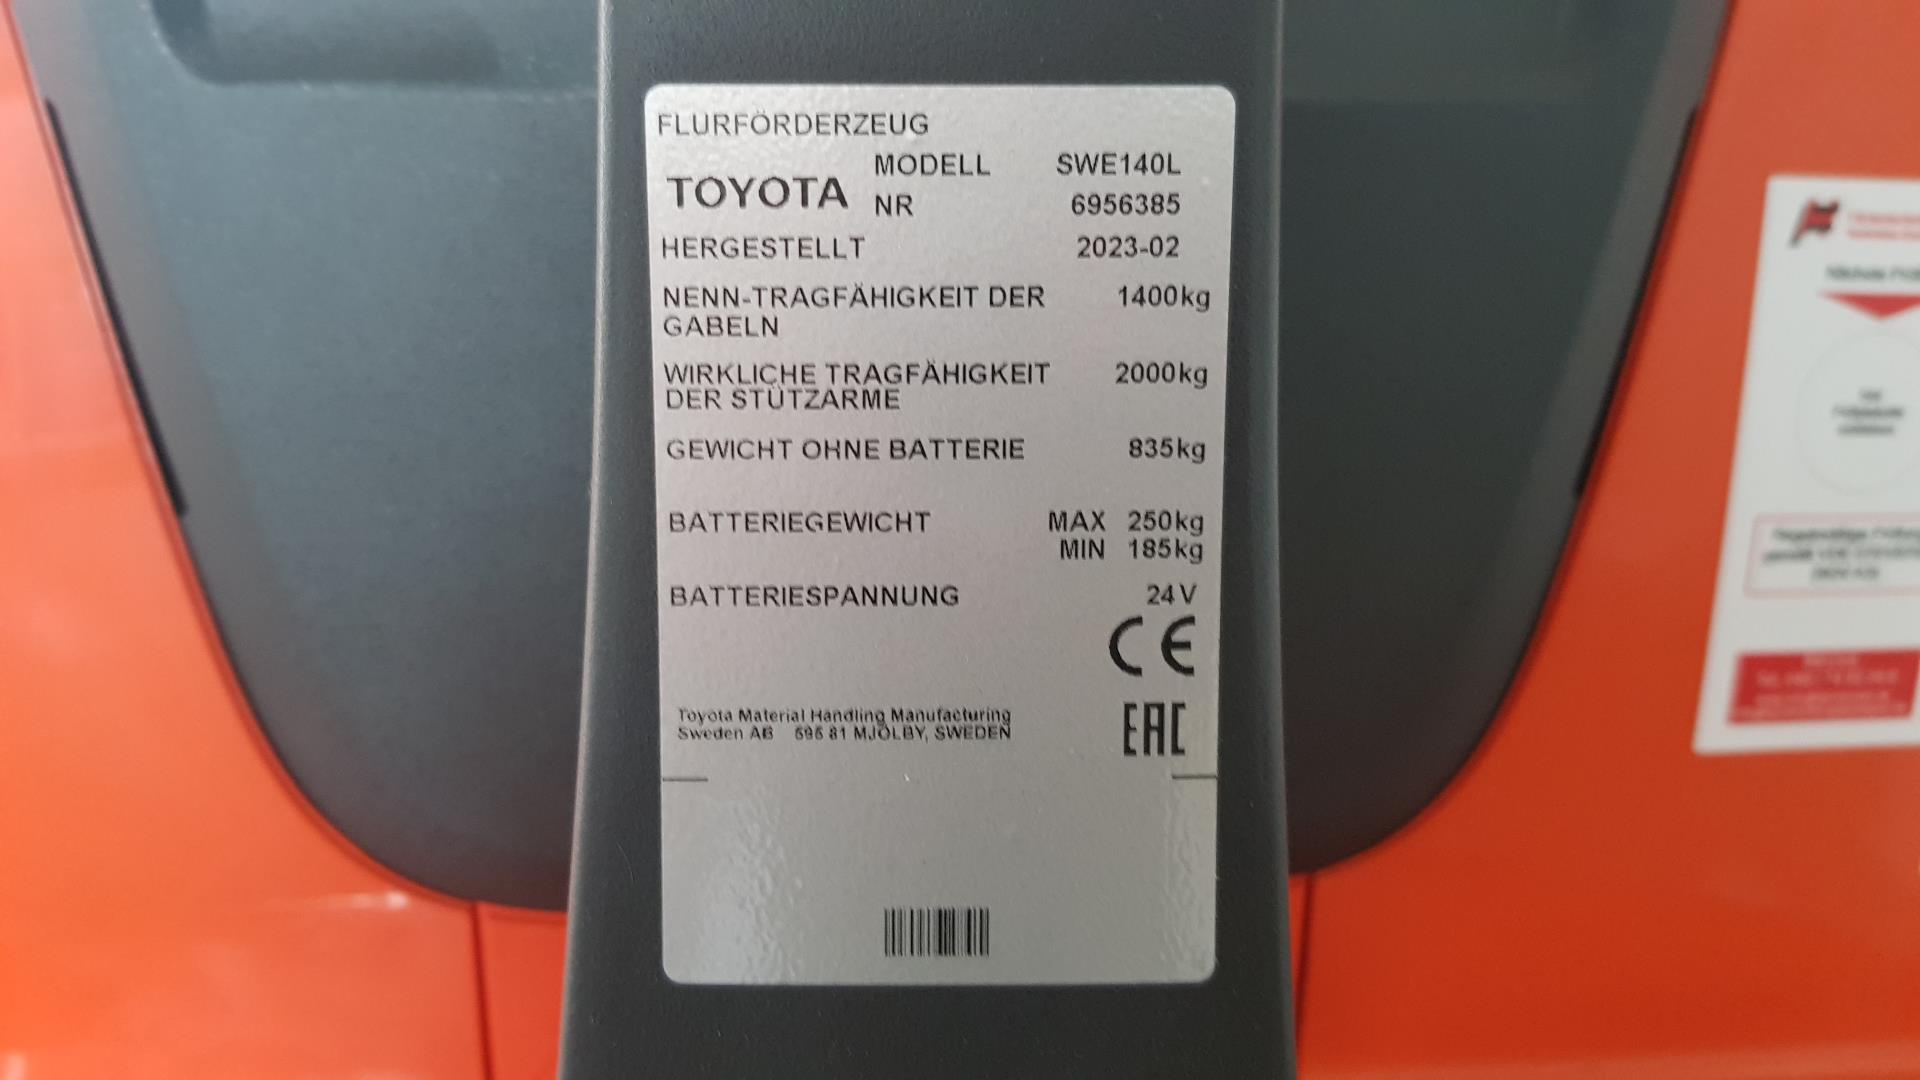 FLURFÖRDERZEUG
MODELL SWE140L
TOYOTA
NR 6956385
HERGESTELLT 2023-02
NENN-TRAGFÄHIGKEIT DER 1400kg
GABELN
WIRKLICHE TRAGFÄHIGKEIT 2000kg
DER STÜTZARME
GEWICHT OHNE BATTERIE 835kg
BATTERIEGEWICHT MAX 250kg
MIN 185kg
BATTERIESPANNUNG 24V
CE
Toyota Material Handling Manufacturing
Sweden AB 595 81 MJÖLBY, SWEDEN
EAC